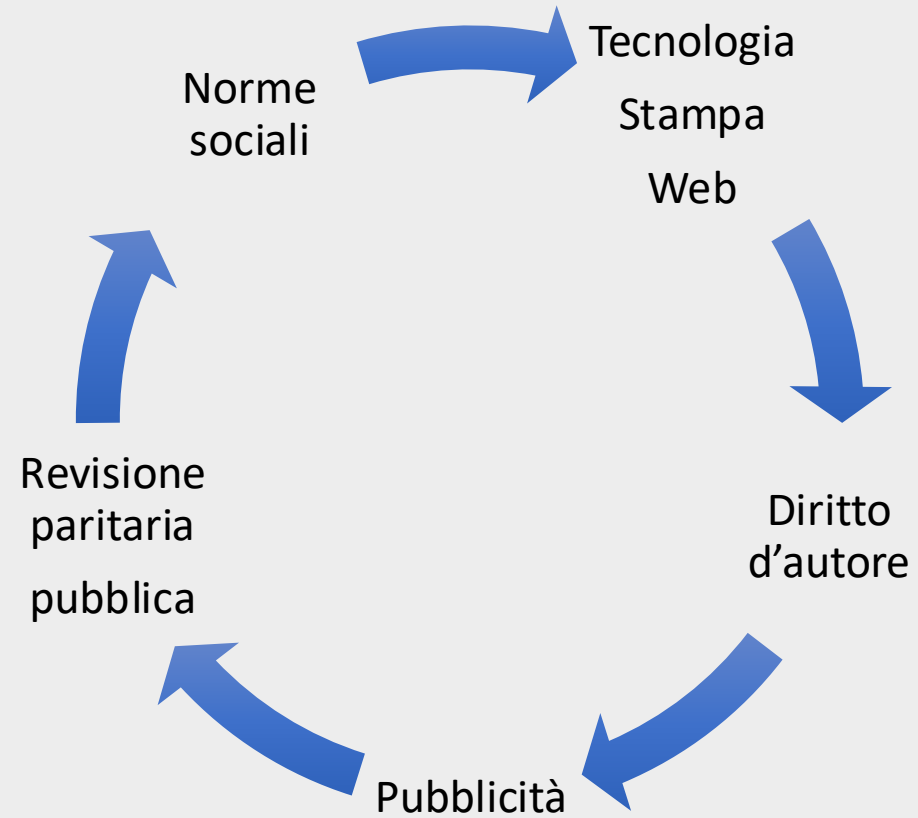 Norme
sociali
Tecnologia
Stampa
Web
Diritto
d’autore
Pubblicità
Revisione
paritaria
pubblica